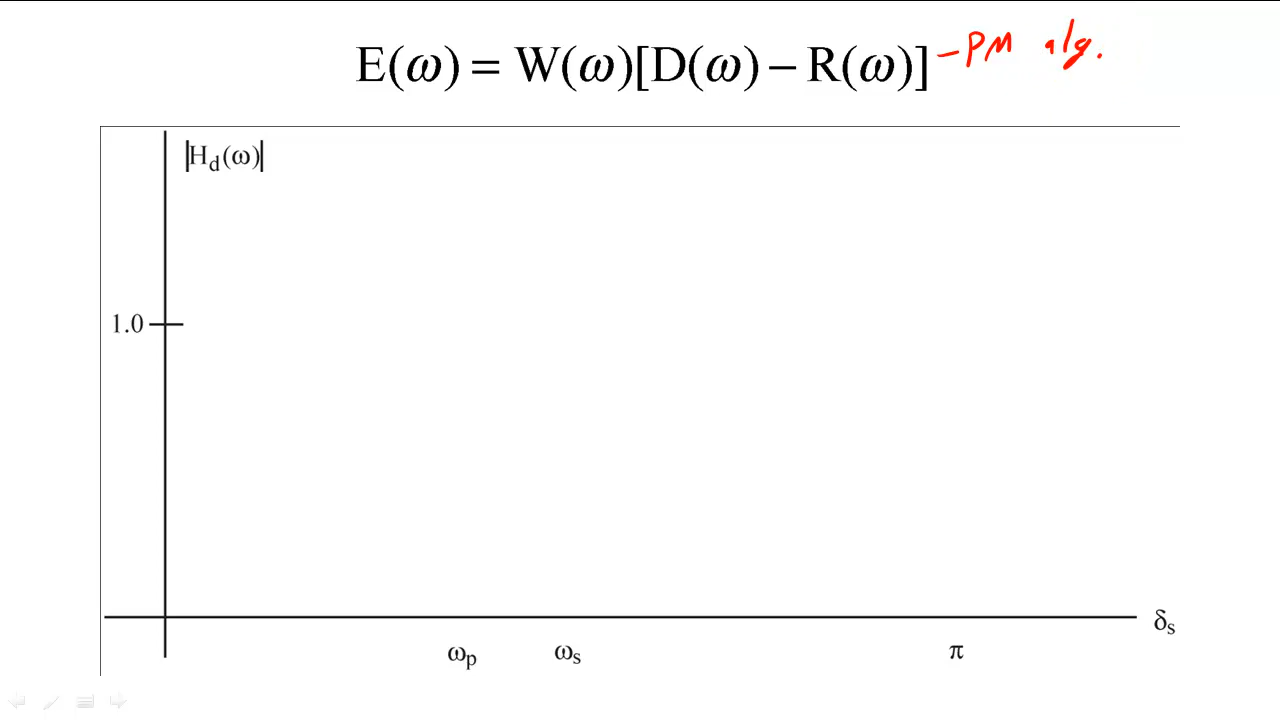 E(ω) = W(ω)[D(ω) − R(ω)] – PM alg.
|H_d(ω)|
1.0
δ_s
ω_p ω_s π